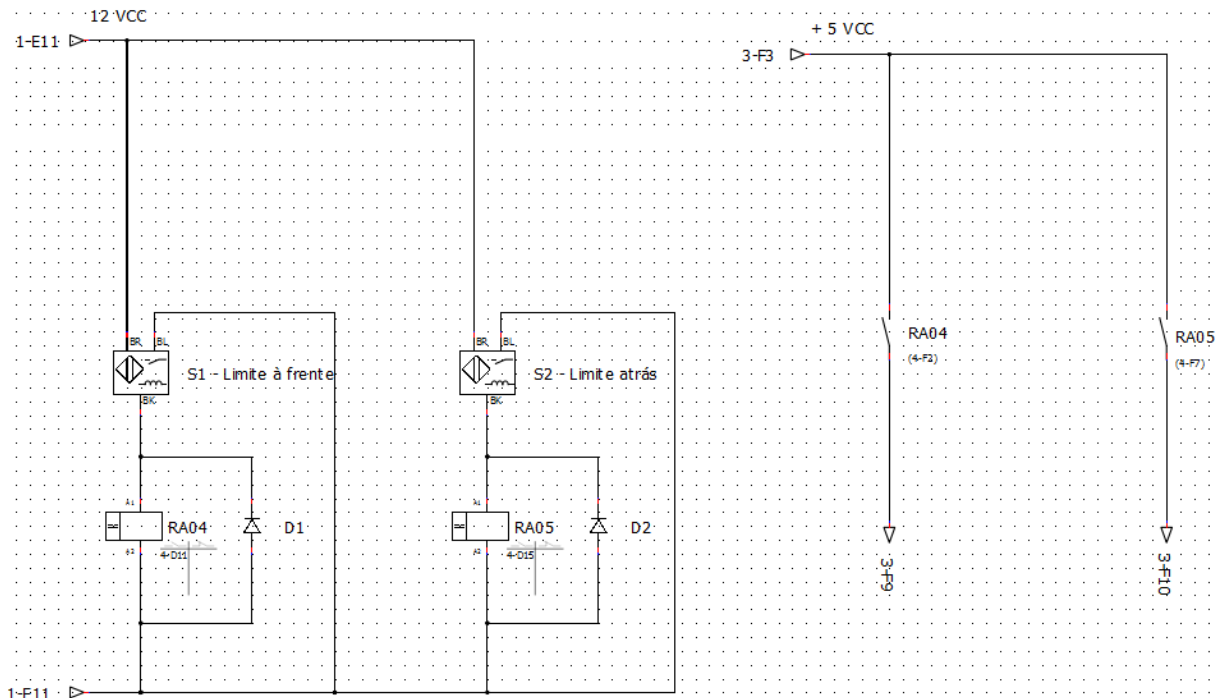 12 VCC
1-E11
+ 5 VCC
3-F3
BR
BL
S1 - Limite à frente
BK
BR
BL
S2 - Limite atrás
BK
RA04
(4-F2)
RA05
(4-F7)
A1
RA04
A2
4-D11
D1
A1
RA05
A2
4-D15
D2
3-F9
3-F10
1-F11